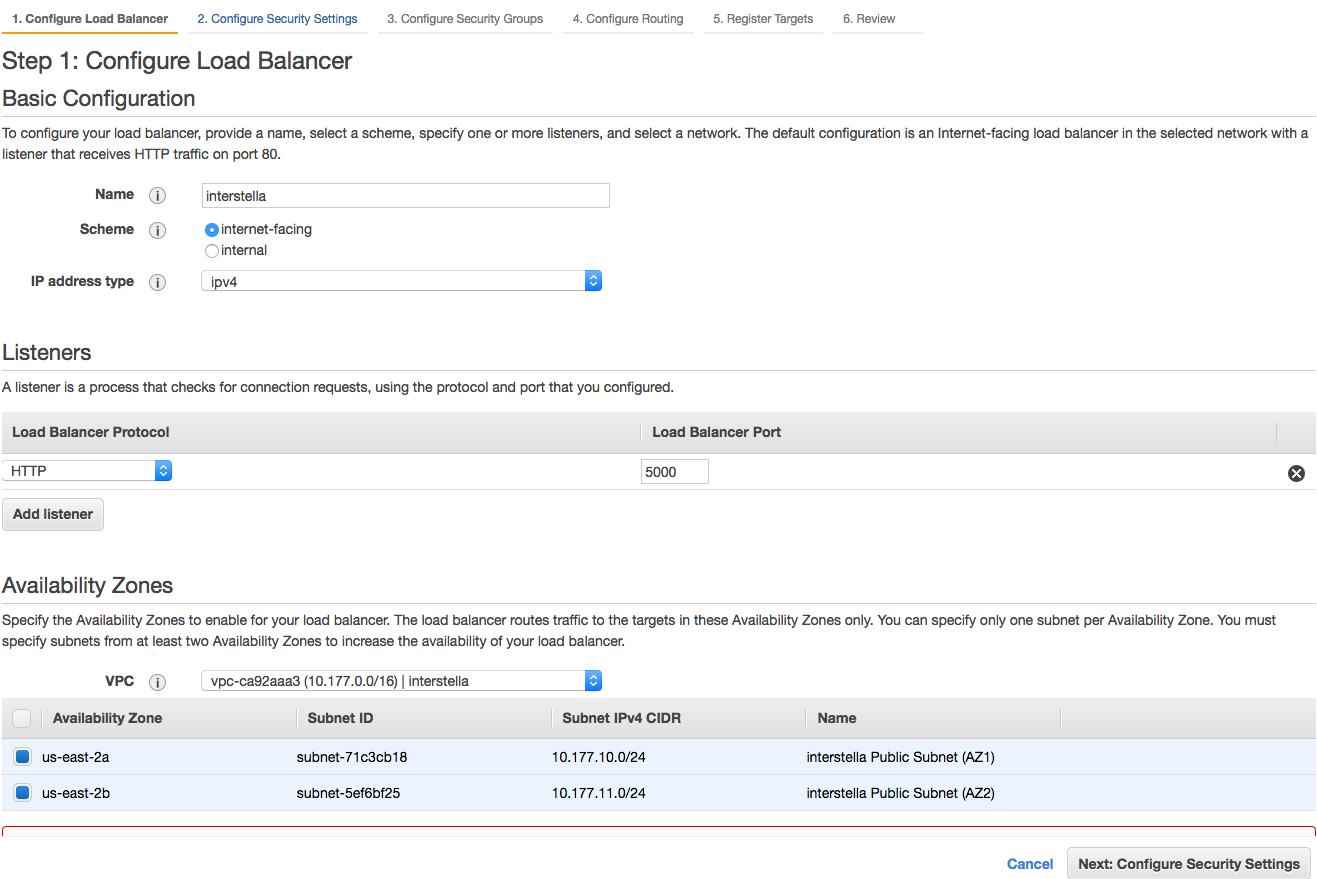 1. Configure Load Balancer 2. Configure Security Settings 3. Configure Security Groups 4. Configure Routing 5. Register Targets 6. Review
Step 1: Configure Load Balancer
Basic Configuration
To configure your load balancer, provide a name, select a scheme, specify one or more listeners, and select a network. The default configuration is an Internet-facing load balancer in the selected network with a
listener that receives HTTP traffic on port 80.
Name i interstella
Scheme i internet-facing
internal
IP address type i ipv4
Listeners
A listener is a process that checks for connection requests, using the protocol and port that you configured.
Load Balancer Protocol Load Balancer Port
HTTP 5000
Add listener
Availability Zones
Specify the Availability Zones to enable for your load balancer. The load balancer routes traffic to the targets in these Availability Zones only. You can specify only one subnet per Availability Zone. You must
specify subnets from at least two Availability Zones to increase the availability of your load balancer.
VPC i vpc-ca92aaa3 (10.177.0.0/16) | interstella
Availability Zone Subnet ID Subnet IPv4 CIDR Name
us-east-2a subnet-71c3cb18 10.177.10.0/24 interstella Public Subnet (AZ1)
us-east-2b subnet-5ef6bf25 10.177.11.0/24 interstella Public Subnet (AZ2)
Cancel Next: Configure Security Settings